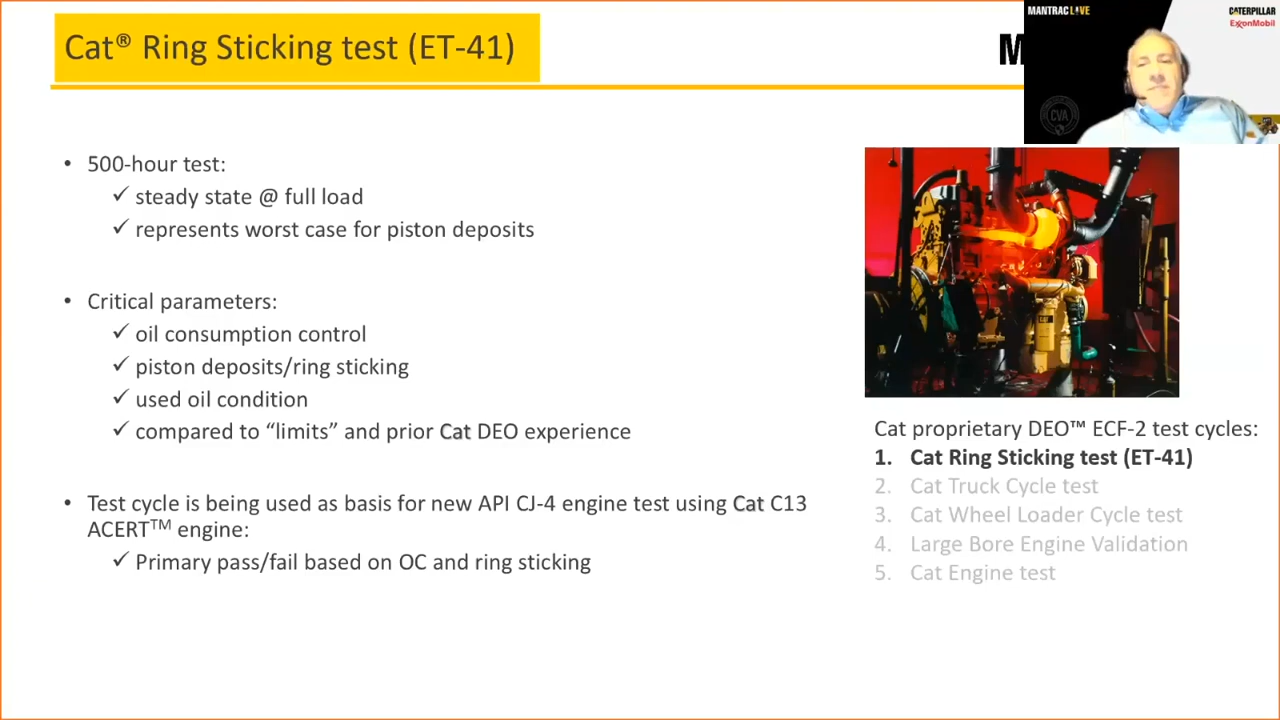 Cat® Ring Sticking test (ET-41)
M
MANTRAC LIVE
CATERPILLAR
ExxonMobil
CVA
• 500-hour test:
✓ steady state @ full load
✓ represents worst case for piston deposits
• Critical parameters:
✓ oil consumption control
✓ piston deposits/ring sticking
✓ used oil condition
✓ compared to “limits” and prior Cat DEO experience
• Test cycle is being used as basis for new API CJ-4 engine test using Cat C13
ACERT™ engine:
✓ Primary pass/fail based on OC and ring sticking
Cat proprietary DEO™ ECF-2 test cycles:
1. Cat Ring Sticking test (ET-41)
2. Cat Truck Cycle test
3. Cat Wheel Loader Cycle test
4. Large Bore Engine Validation
5. Cat Engine test